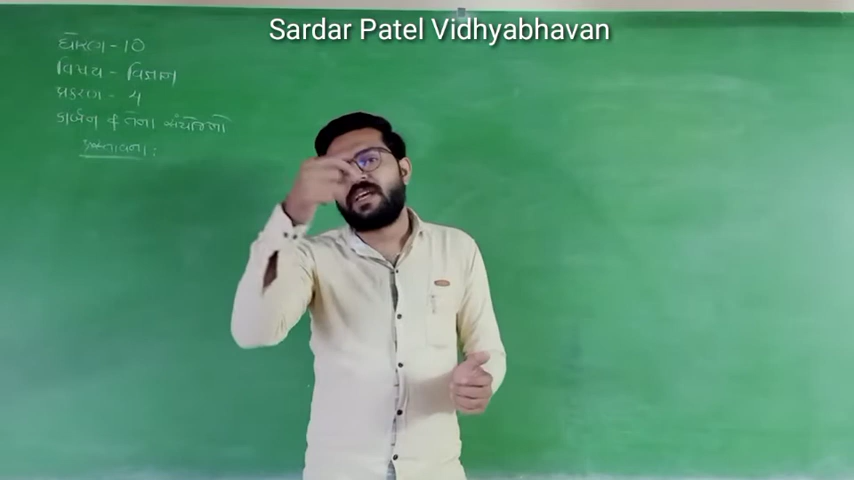 Sardar Patel Vidhyabhavan
ધોરણ - 10
વિષય - વિજ્ઞાન
પ્રકરણ - 4
કાર્બન અને તેના સંયોજનો
પ્રસ્તાવના :